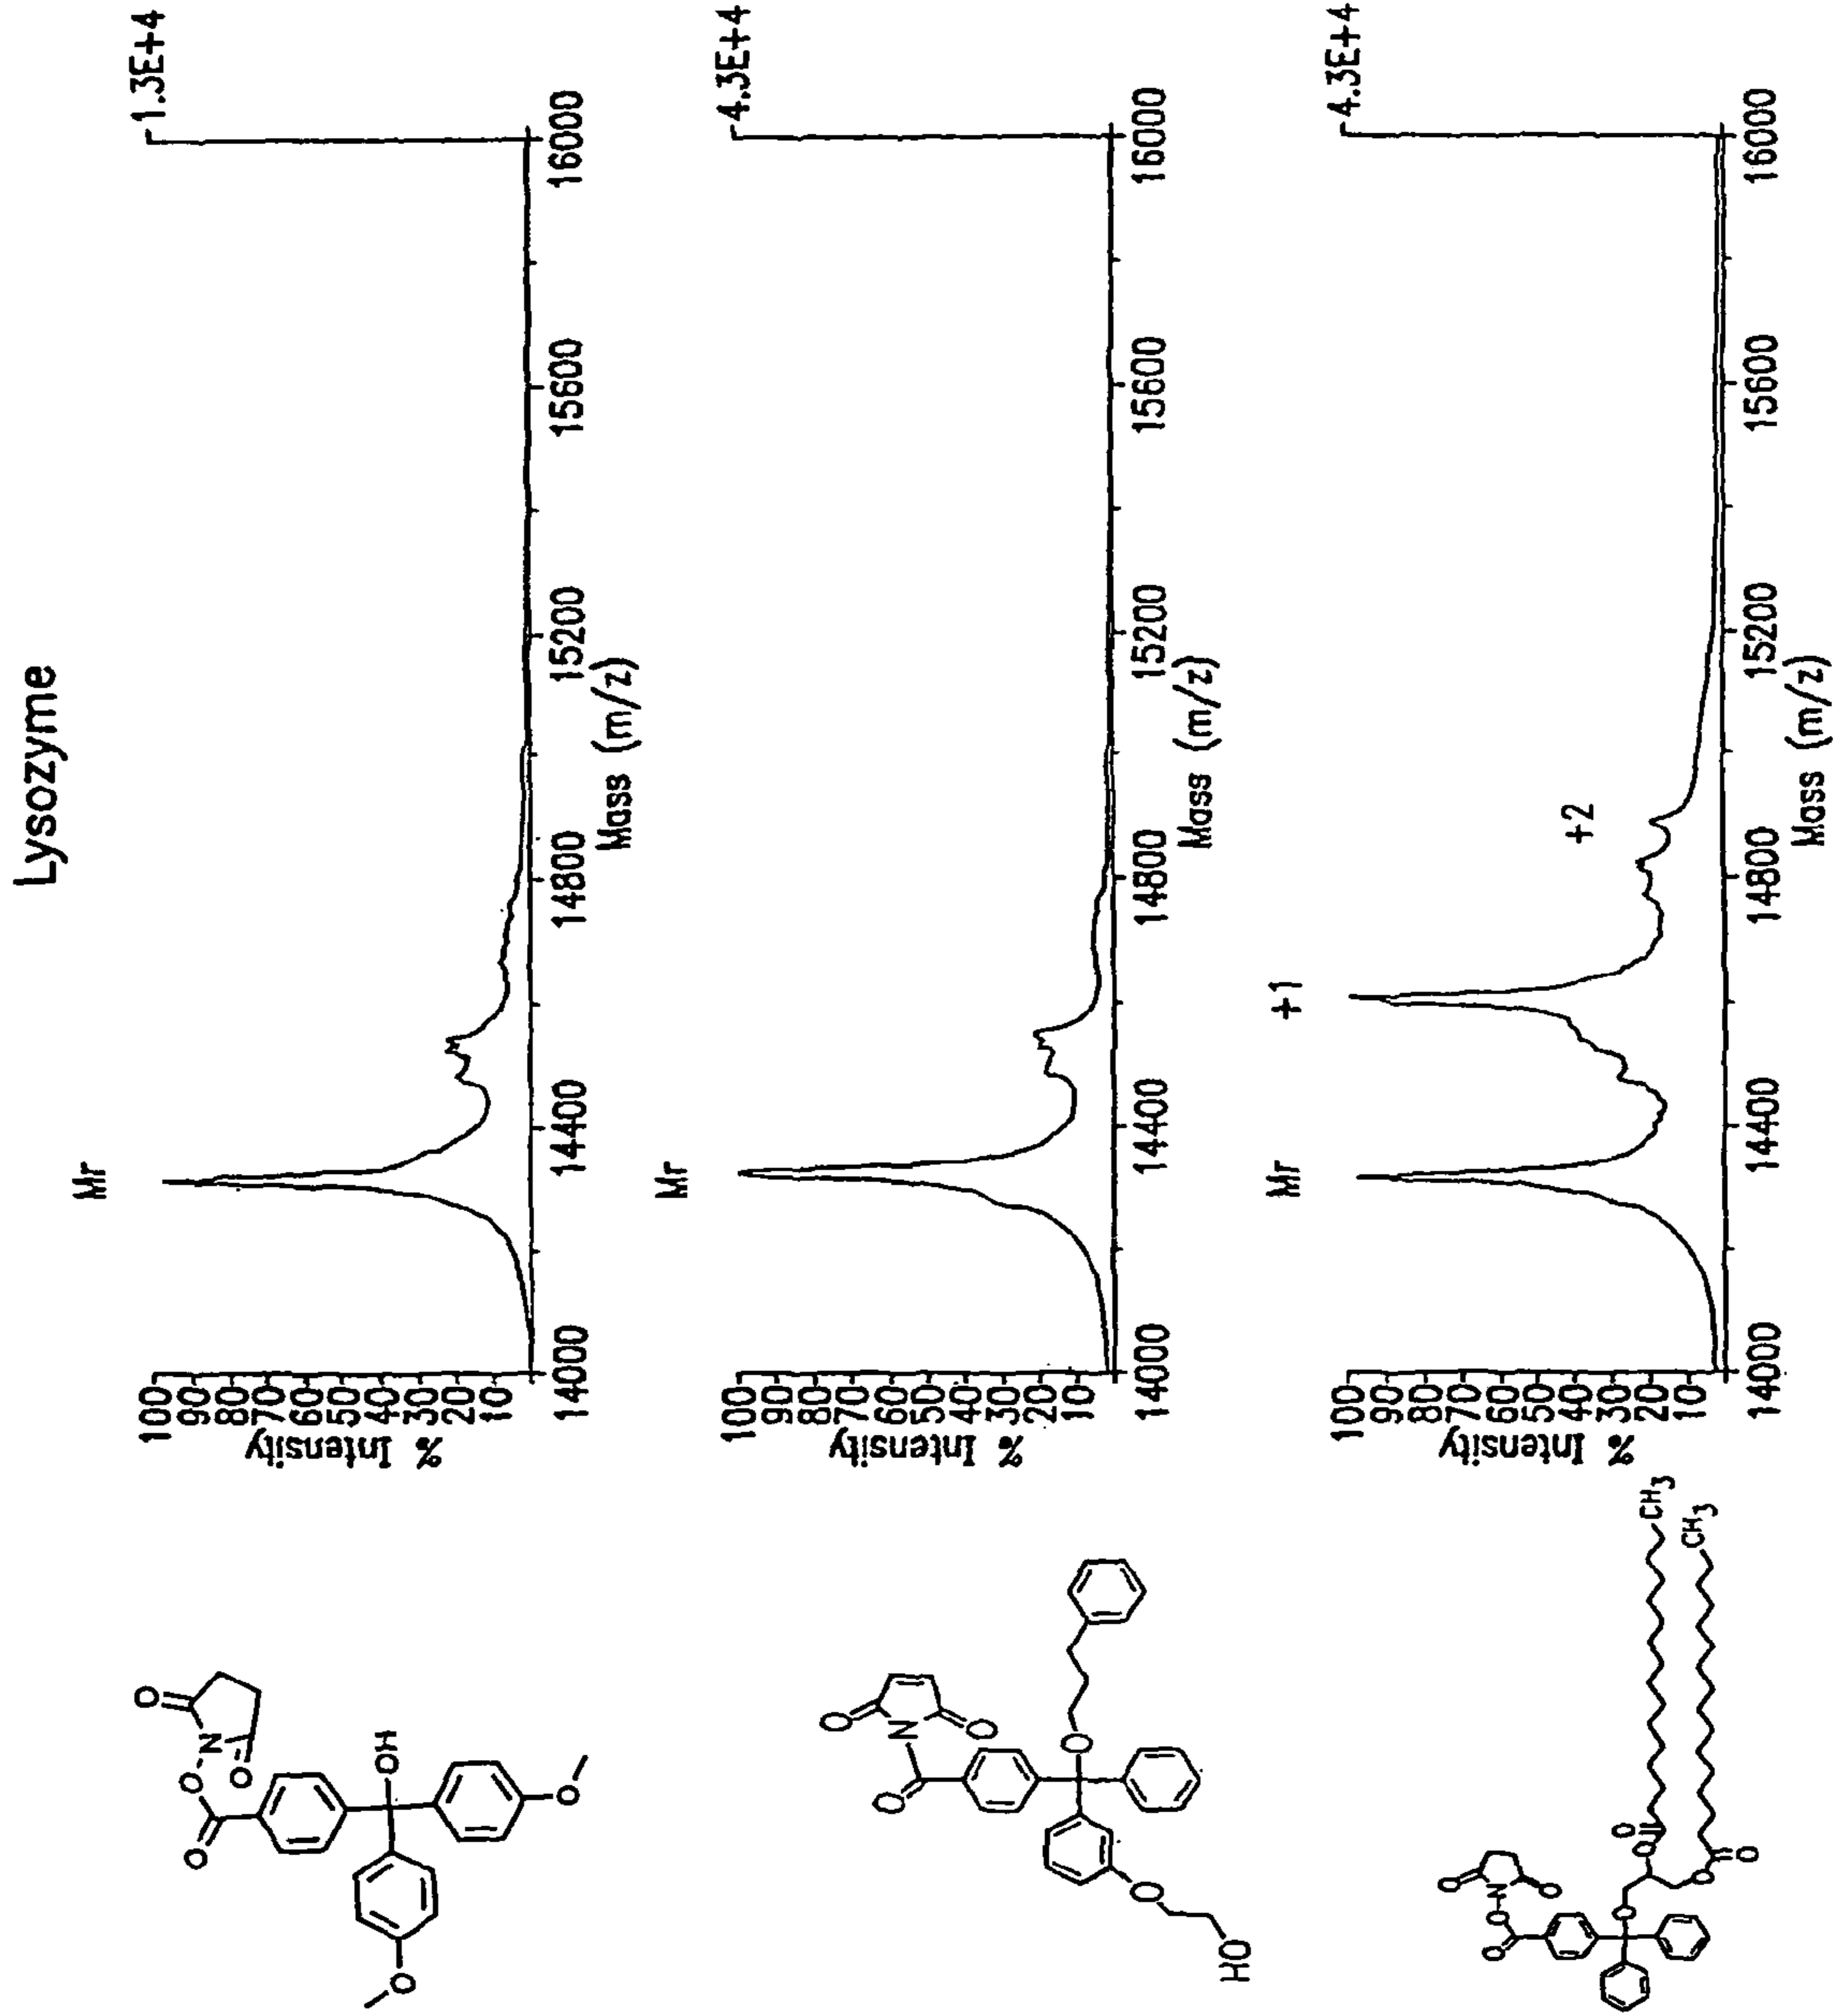 Lysozyme
Mr
1.3E+4
100
90
80
70
60
50
40
30
20
10
% Intensity
14000
14400
14800
15200
15600
16000
Mass (m/z)
O
O
N
O
O
OH
O
O
Mr
4.3E+4
100
90
80
70
60
50
40
30
20
10
% Intensity
14000
14400
14800
15200
15600
16000
Mass (m/z)
O
N
O
O
O
O
HO
Mr
+1
+2
4.3E+4
100
90
80
70
60
50
40
30
20
10
% Intensity
14000
14400
14800
15200
15600
16000
Mass (m/z)
O
N
O
O
O
O
O
O
O
O
CH3
CH3